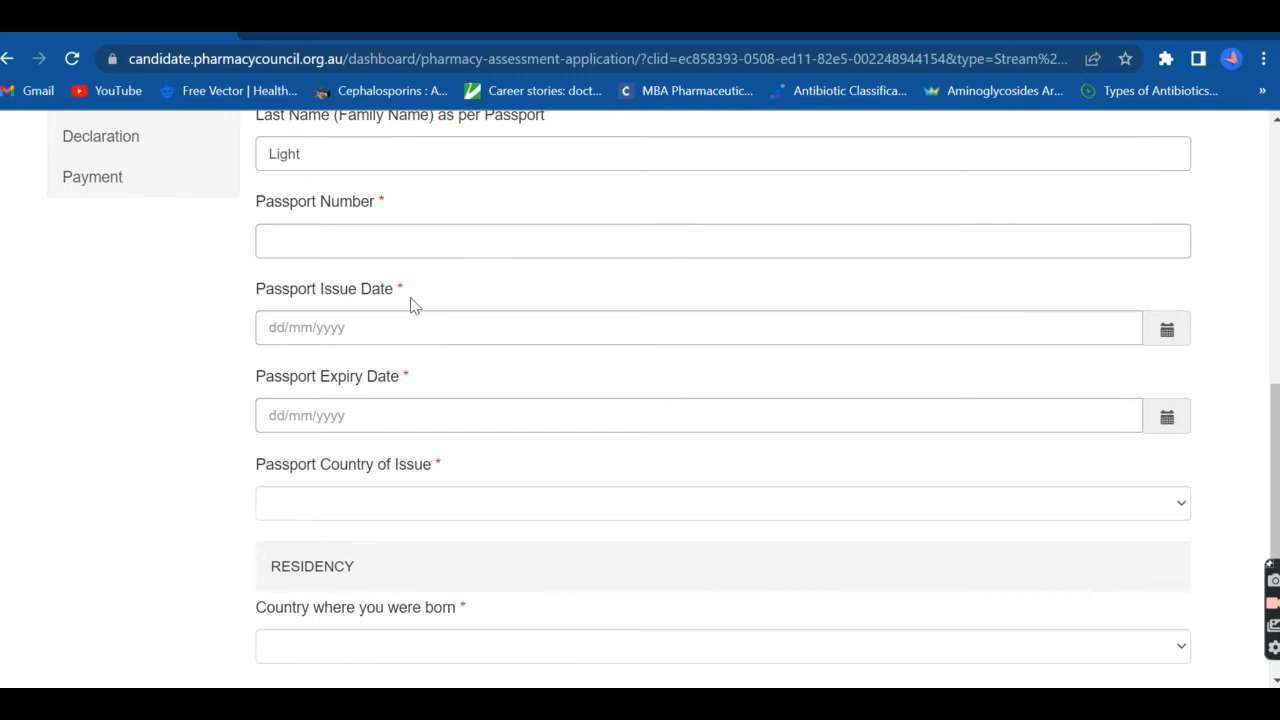 candidate.pharmacycouncil.org.au/dashboard/pharmacy-assessment-application/?clid=ec858393-0508-ed11-82e5-0022489441544&type=Stream%2...
Gmail YouTube Free Vector | Health... Cephalosporins : A... Career stories: doct... MBA Pharmaceutic... Antibiotic Classifica... Aminoglycosides Ar... Types of Antibiotics... »
Last Name (Family Name) as per Passport
Declaration
Light
Payment
Passport Number *
Passport Issue Date *
dd/mm/yyyy
Passport Expiry Date *
dd/mm/yyyy
Passport Country of Issue *
RESIDENCY
Country where you were born *